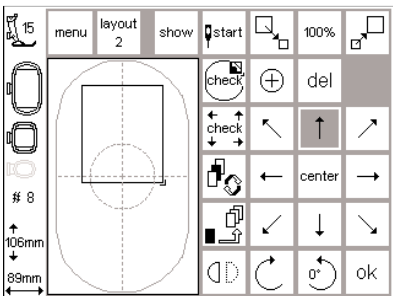 15 menu layout show start 100%
2
check del
check
center
# 8
106mm
89mm 0° ok